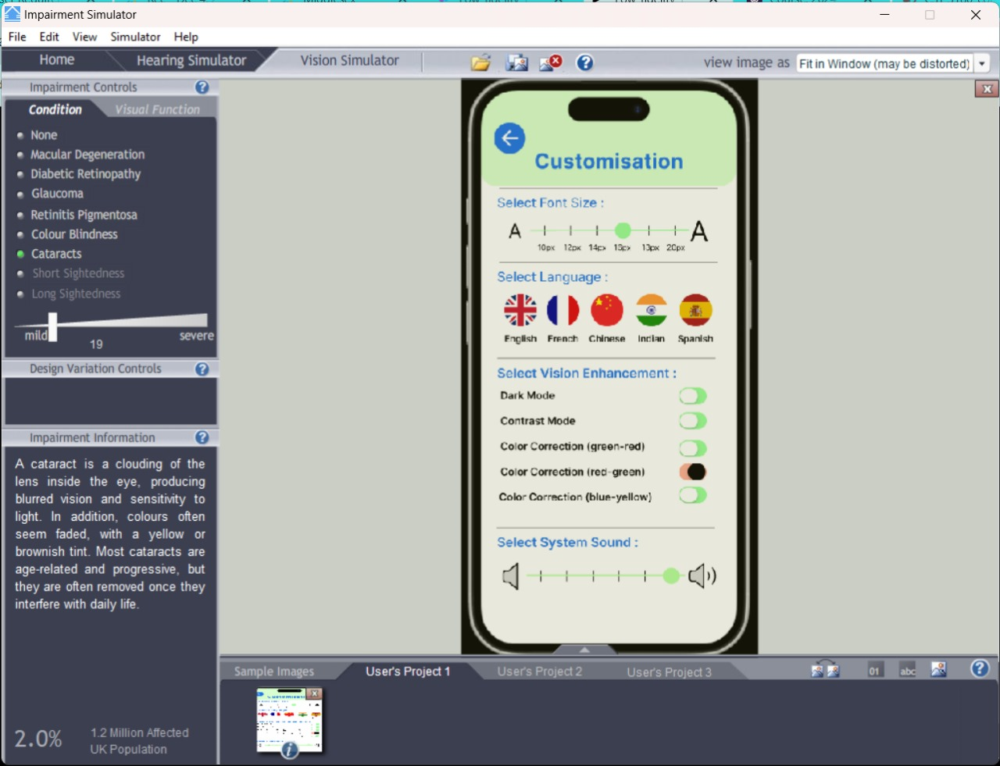 Impairment Simulator
File Edit View Simulator Help
Home Hearing Simulator Vision Simulator
view image as Fit in Window (may be distorted)
Impairment Controls
Condition Visual Function
None
Macular Degeneration
Diabetic Retinopathy
Glaucoma
Retinitis Pigmentosa
Colour Blindness
Cataracts
Short Sightedness
Long Sightedness
mild 19 severe
Design Variation Controls
Impairment Information
A cataract is a clouding of the
lens inside the eye, producing
blurred vision and sensitivity to
light. In addition, colours often
seem faded, with a yellow or
brownish tint. Most cataracts are
age-related and progressive, but
they are often removed once they
interfere with daily life.
2.0% 1.2 Million Affected
UK Population
Customisation
Select Font Size :
A A
10px 12px 14px 13px 20px
Select Language :
English French Chinese Indian Spanish
Select Vision Enhancement :
Dark Mode
Contrast Mode
Color Correction (green-red)
Color Correction (red-green)
Color Correction (blue-yellow)
Select System Sound :
Sample Images User's Project 1 User's Project 2 User's Project 3
01 abc